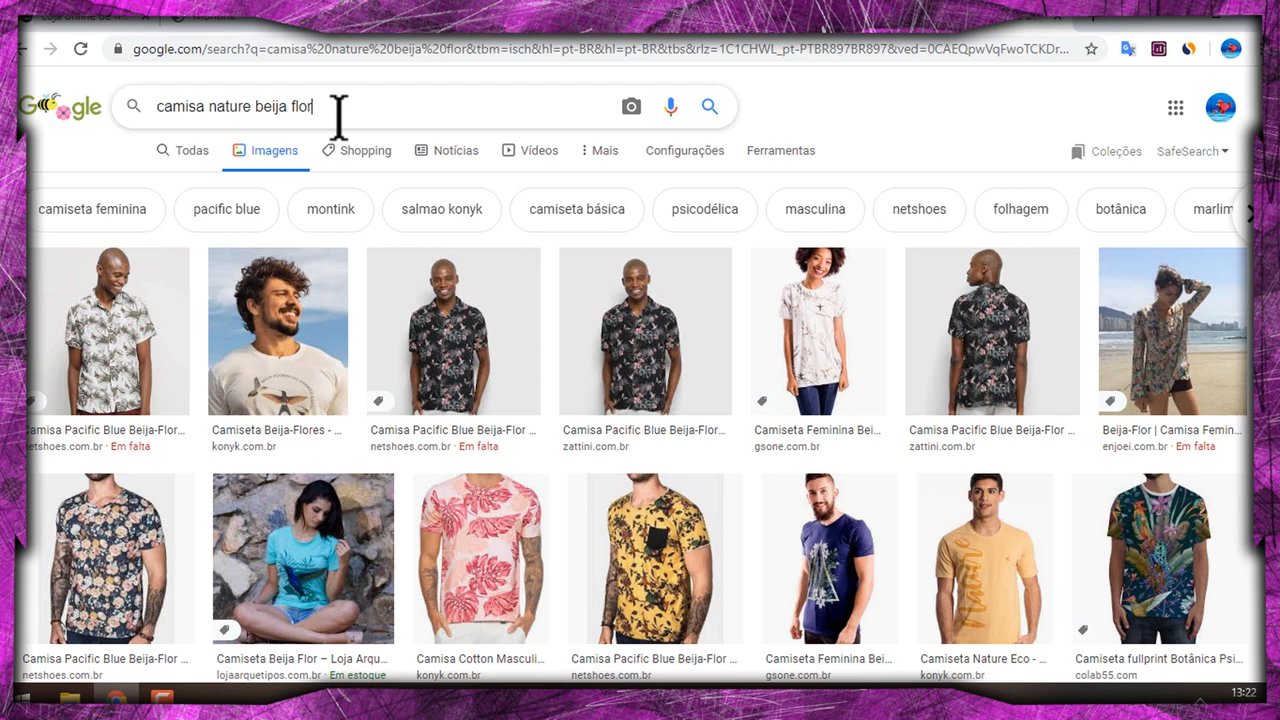 google.com/search?q=camisa%20nature%20beija%20flor&tbm=isch&hl=pt-BR&hl=pt-BR&tbs&rlz=1C1CHWL_pt-PTBR897BR897&ved=0CAEQpwVqFwoTCKDr...
Google
camisa nature beija flor
Todas
Imagens
Shopping
Notícias
Vídeos
Mais
Configurações
Ferramentas
Coleções
SafeSearch
camiseta feminina
pacific blue
montink
salmao konyk
camiseta básica
psicodélica
masculina
netshoes
folhagem
botânica
marlim
Camisa Pacific Blue Beija-Flor...
netshoes.com.br · Em falta
Camiseta Beija-Flores - ...
konyk.com.br
Camisa Pacific Blue Beija-Flor ...
netshoes.com.br · Em falta
Camisa Pacific Blue Beija-Flor ...
zattini.com.br
Camiseta Feminina Bei...
gsone.com.br
Camisa Pacific Blue Beija-Flor ...
zattini.com.br
Beija-Flor | Camisa Femin...
enjoei.com.br · Em falta
Nature
Camisa Pacific Blue Beija-Flor ...
netshoes.com.br
Camiseta Beija Flor – Loja Arqu...
lojaarquetipos.com.br · Em estoque
Camisa Cotton Masculi...
konyk.com.br
Camisa Pacific Blue Beija-Flor ...
netshoes.com.br
Camiseta Feminina Bei...
gsone.com.br
Camiseta Nature Eco - ...
konyk.com.br
Camiseta fullprint Botânica Psi...
colab55.com
13:22